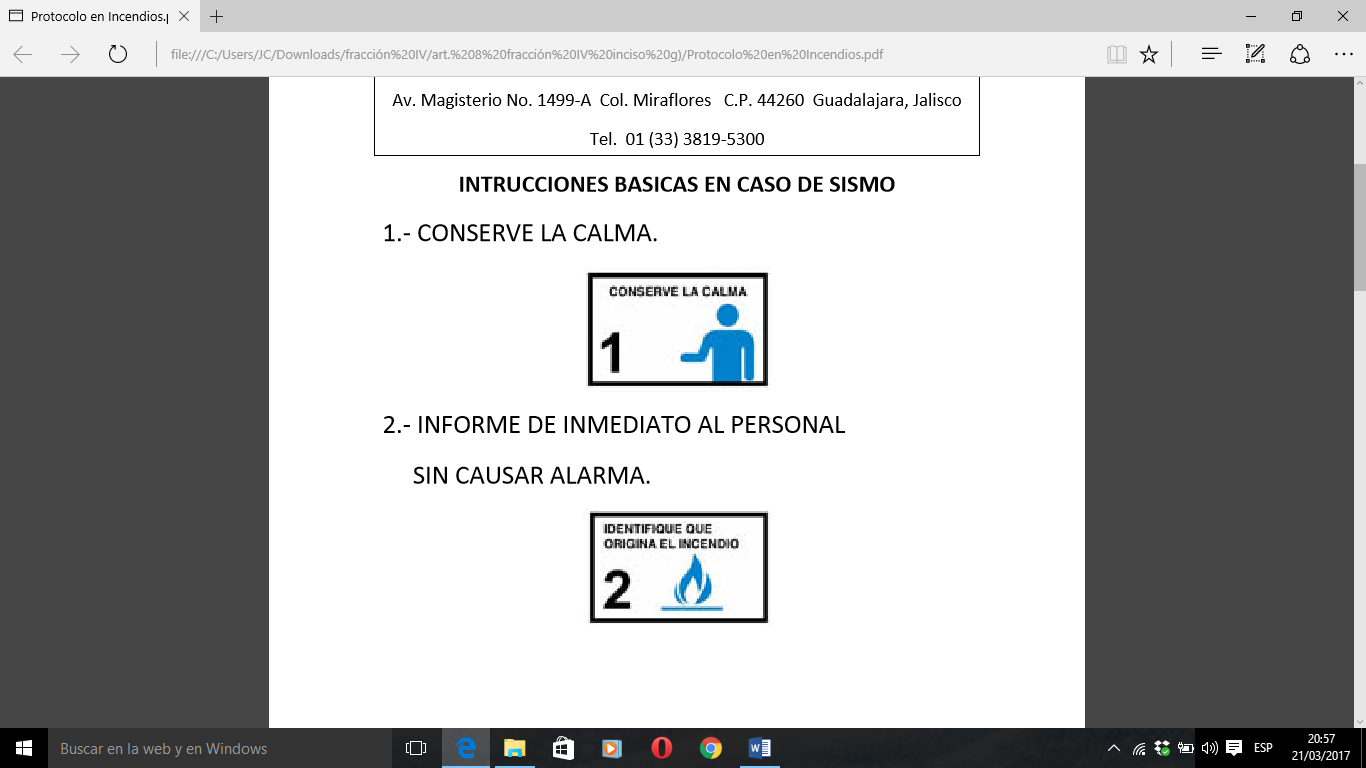 Protocolo en Incendios.p
file:///C:/Users/JC/Downloads/fracción%20IV/art.%208%20fracción%20IV%20inciso%20g)/Protocolo%20en%20Incendios.pdf
Av. Magisterio No. 1499-A Col. Miraflores C.P. 44260 Guadalajara, Jalisco
Tel. 01 (33) 3819-5300
INTRUCCIONES BASICAS EN CASO DE SISMO
1.- CONSERVE LA CALMA.
CONSERVE LA CALMA
1
2.- INFORME DE INMEDIATO AL PERSONAL
SIN CAUSAR ALARMA.
IDENTIFIQUE QUE
ORIGINA EL INCENDIO
2
Buscar en la web y en Windows
ESP
20:57
21/03/2017